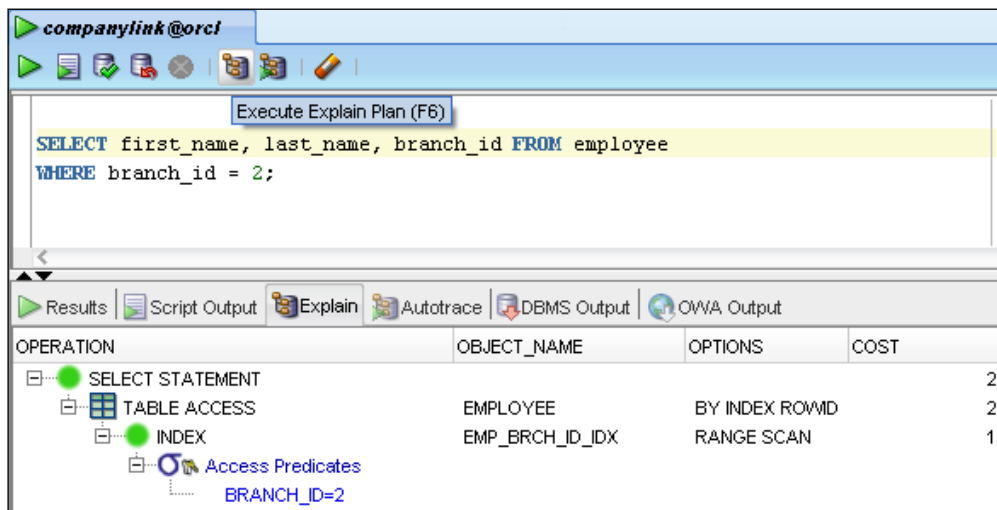 companylink@orcl
Execute Explain Plan (F6)
SELECT first_name, last_name, branch_id FROM employee
WHERE branch_id = 2;
Results Script Output Explain Autotrace DBMS Output OWA Output
OPERATION OBJECT_NAME OPTIONS COST
SELECT STATEMENT 2
TABLE ACCESS EMPLOYEE BY INDEX ROWID 2
INDEX EMP_BRCH_ID_IDX RANGE SCAN 1
Access Predicates
BRANCH_ID=2